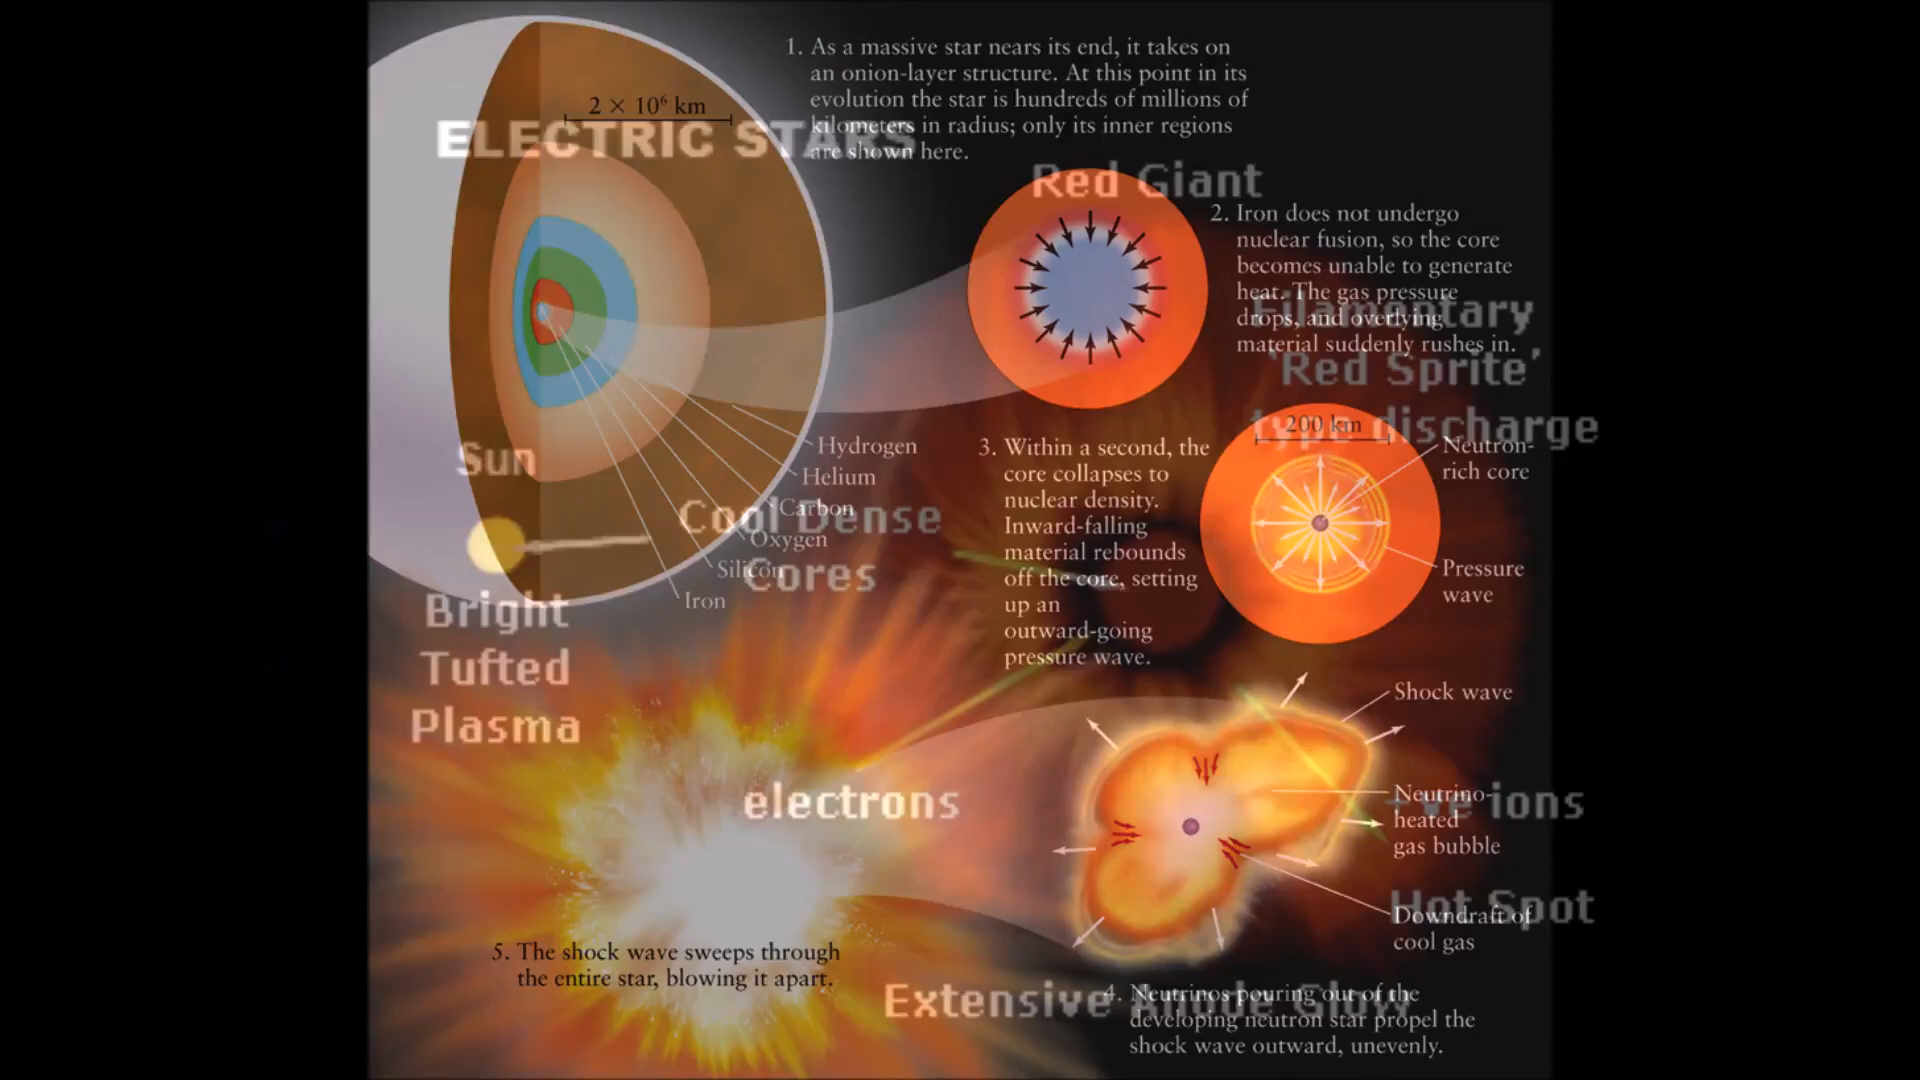 1. As a massive star nears its end, it takes on
an onion-layer structure. At this point in its
evolution the star is hundreds of millions of
kilometers in radius; only its inner regions
are shown here.
2 × 10⁶ km
ELECTRIC STARS
Red Giant
2. Iron does not undergo
nuclear fusion, so the core
becomes unable to generate
heat. The gas pressure
drops, and overlying
material suddenly rushes in.
Filamentary
'Red Sprite'
type discharge
200 km
Neutron-
rich core
Pressure
wave
3. Within a second, the
core collapses to
nuclear density.
Inward-falling
material rebounds
off the core, setting
up an
outward-going
pressure wave.
Hydrogen
Helium
Carbon
Oxygen
Silicon
Iron
Sun
Cool Dense
Cores
Bright
Tufted
Plasma
Shock wave
electrons
Neutrino-
heated
gas bubble
+ve ions
Hot Spot
Downdraft of
cool gas
5. The shock wave sweeps through
the entire star, blowing it apart.
Extensive Anode Glow
4. Neutrinos pouring out of the
developing neutron star propel the
shock wave outward, unevenly.